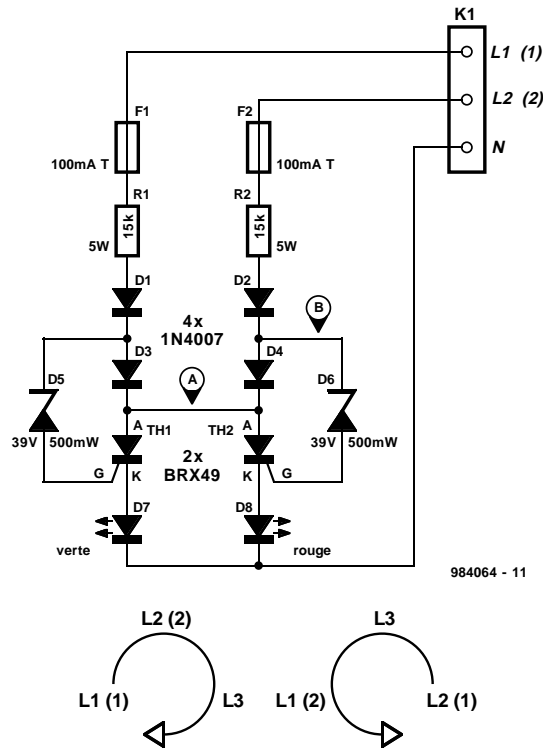 K1
L1 (1)
L2 (2)
N
F1
F2
100mA T
100mA T
R1
R2
15k
15k
5W
5W
D1
D2
B
4x
1N4007
D3
D4
A
D5
D6
39V 500mW
39V 500mW
A TH1
TH2 A
G
K
2x
BRX49
K
G
D7
D8
verte
rouge
984064 - 11
L2 (2)
L1 (1)
L3
L3
L1 (2)
L2 (1)